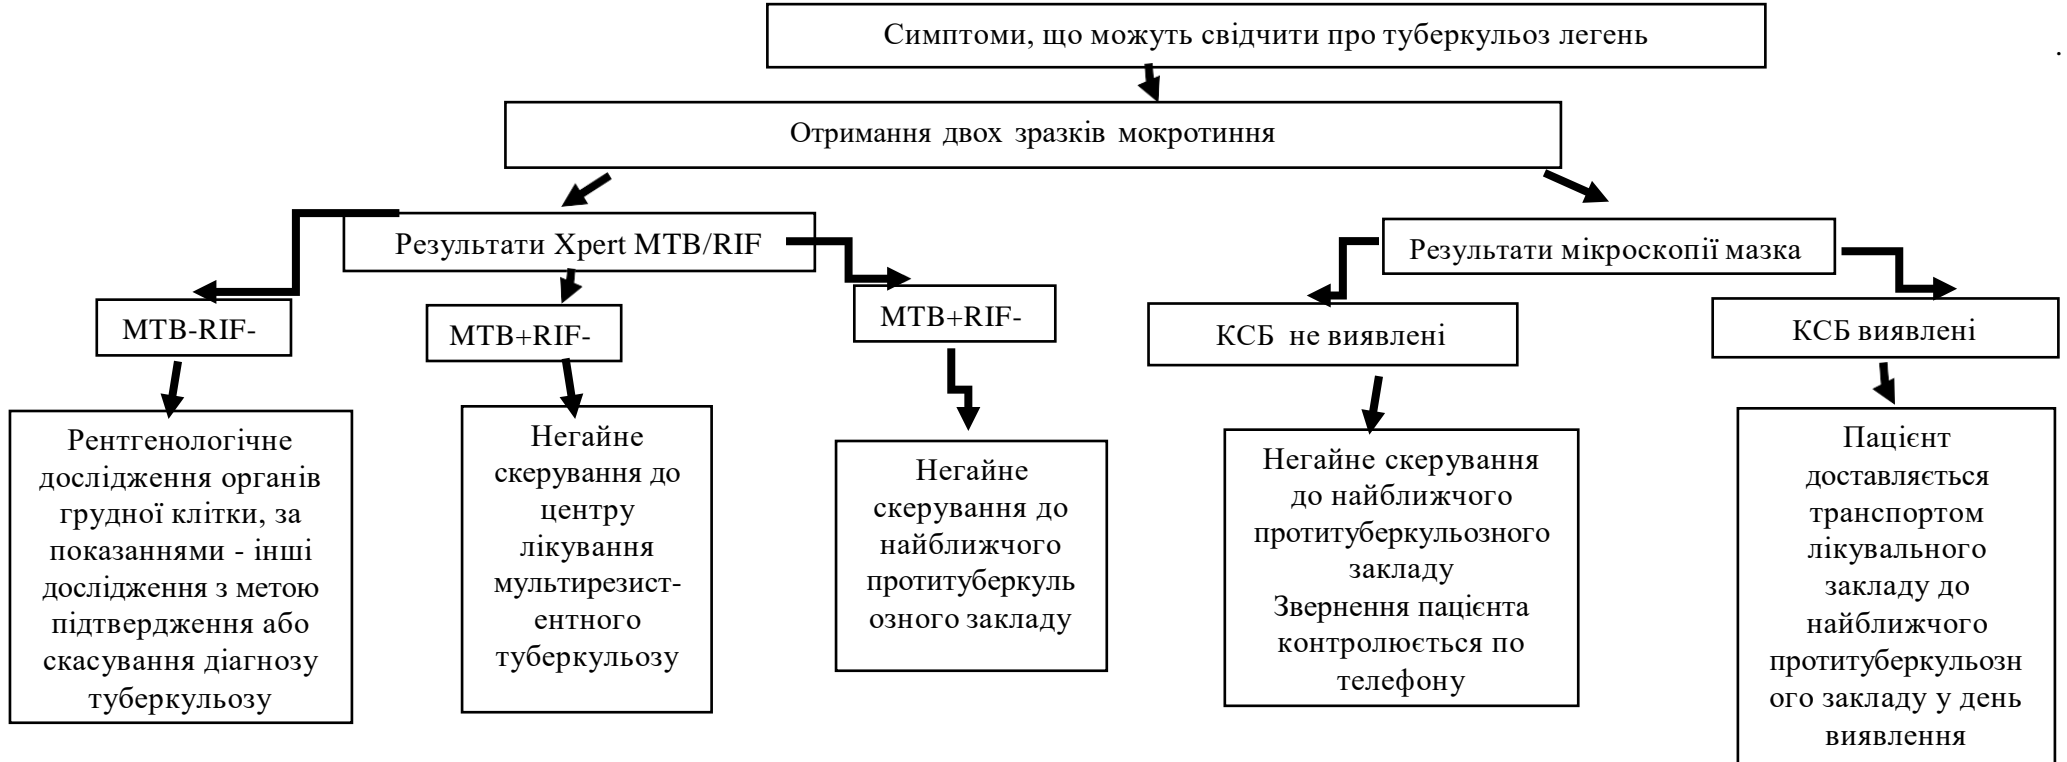 Симптоми, що можуть свідчити про туберкульоз легень
.
Отримання двох зразків мокротиння
Результати Xpert MTB/RIF
Результати мікроскопії мазка
MTB-RIF-
MTB+RIF-
MTB+RIF-
КСБ не виявлені
КСБ виявлені
Рентгенологічне
дослідження органів
грудної клітки, за
показаннями - інші
дослідження з метою
підтвердження або
скасування діагнозу
туберкульозу
Негайне
скерування до
центру
лікування
мультирезист-
ентного
туберкульозу
Негайне
скерування до
найближчого
протитуберкуль
озного закладу
Негайне скерування
до найближчого
протитуберкульозного
закладу
Звернення пацієнта
контролюється по
телефону
Пацієнт
доставляється
транспортом
лікувального
закладу до
найближчого
протитуберкульозн
ого закладу у день
виявлення